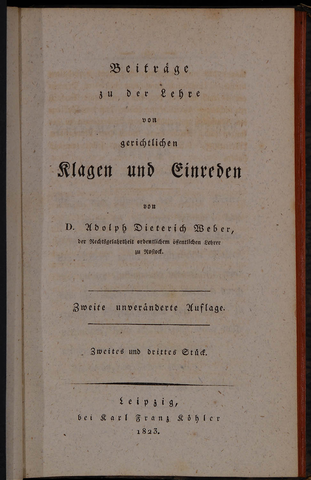 Beiträge
zu der Lehre
von
gerichtlichen
Klagen und Einreden
von
D. Adolph Dieterich Weber,
der Rechtsgelahrtheit ordentlichem öffentlichen Lehrer
zu Rostock.
Zweite unveränderte Auflage.
Zweites und drittes Stück.
Leipzig,
bei Karl Franz Köhler
1823.